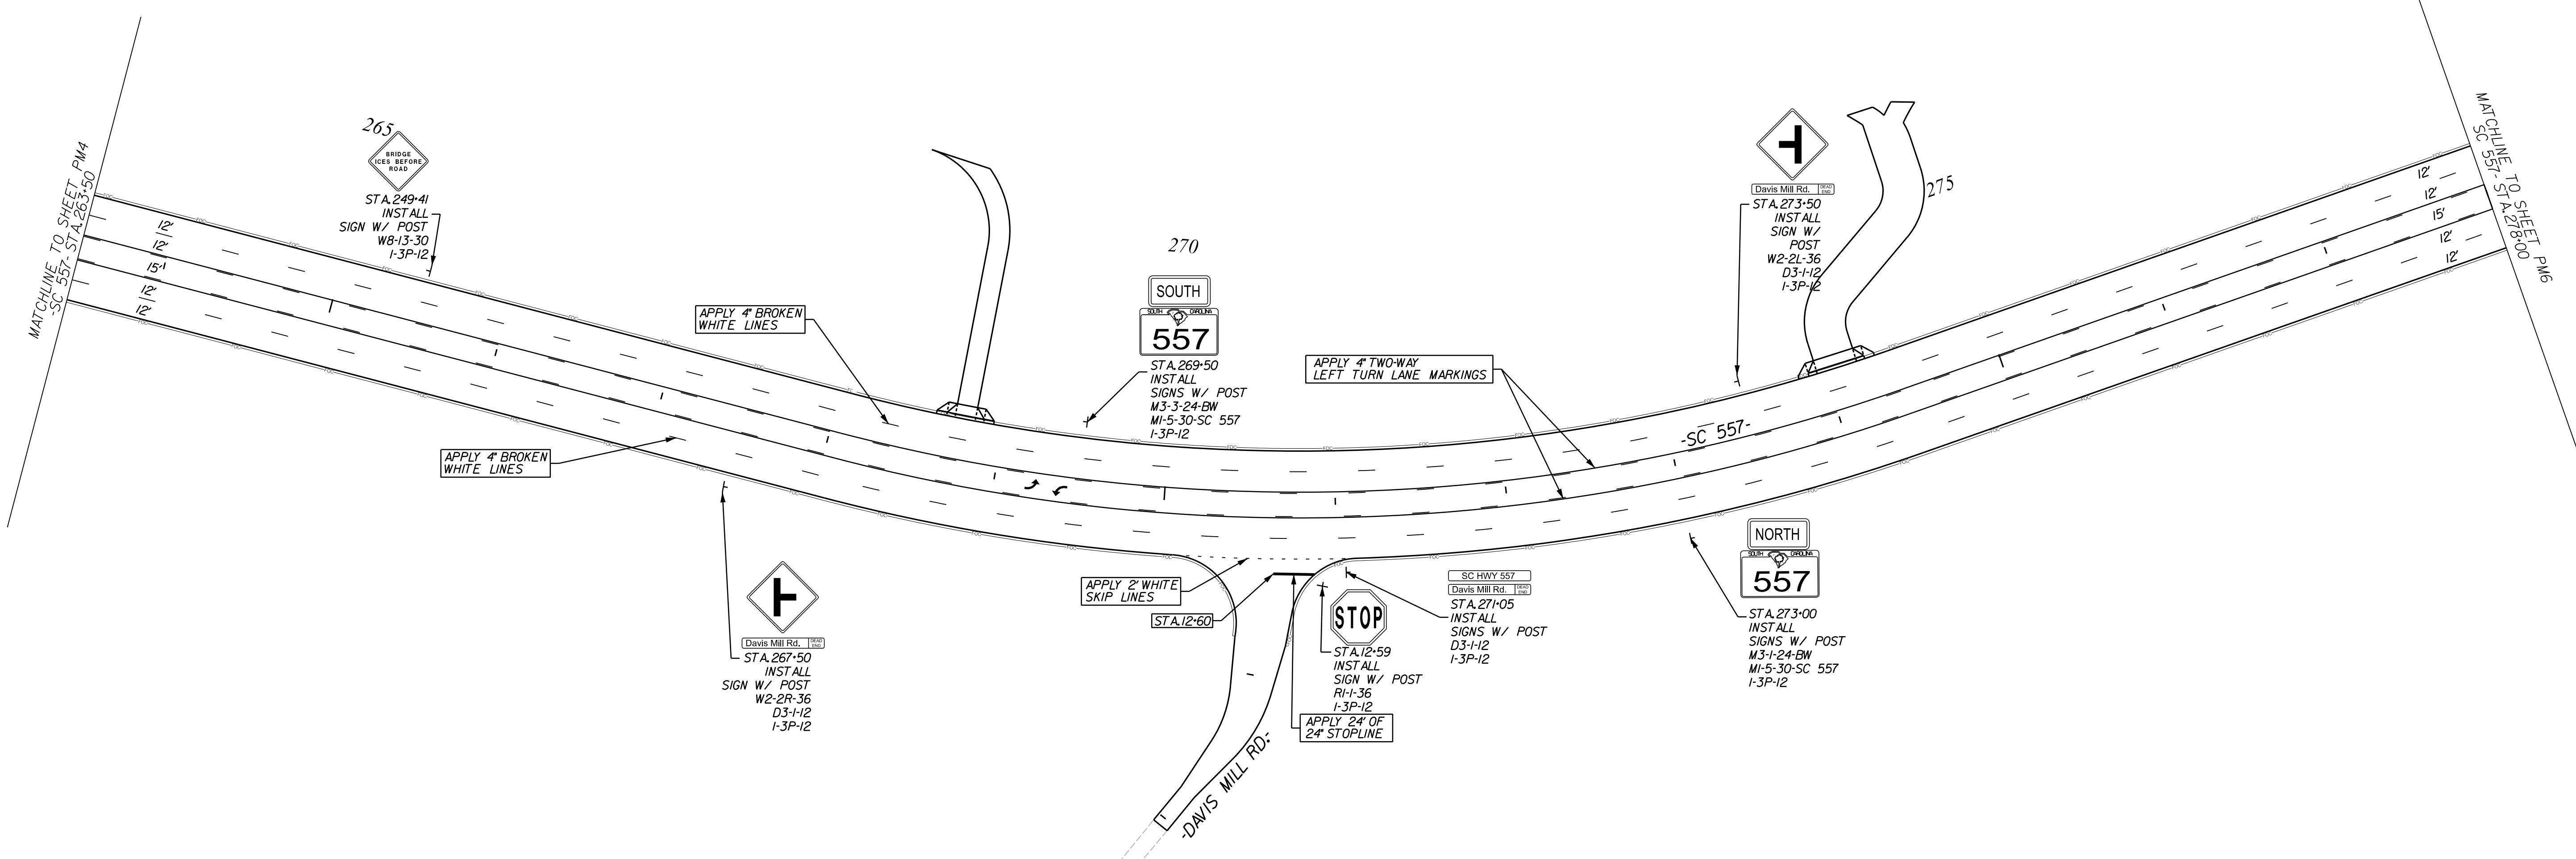 MATCHLINE TO SHEET PM4
-SC 557- STA.263+50
12'
12'
15'
12'
12'
265
BRIDGE
ICES BEFORE
ROAD
STA.249+41
INSTALL
SIGN W/ POST
W8-13-30
1-3P-12
APPLY 4" BROKEN
WHITE LINES
APPLY 4" BROKEN
WHITE LINES
Davis Mill Rd. DEAD
END
STA.267+50
INSTALL
SIGN W/ POST
W2-2R-36
D3-1-12
1-3P-12
270
SOUTH
SOUTH CAROLINA
557
STA.269+50
INSTALL
SIGNS W/ POST
M3-3-24-BW
M1-5-30-SC 557
1-3P-12
APPLY 4" TWO-WAY
LEFT TURN LANE MARKINGS
APPLY 2' WHITE
SKIP LINES
STA.12+60
STOP
STA.12+59
INSTALL
SIGN W/ POST
R1-1-36
1-3P-12
APPLY 24' OF
24" STOPLINE
-DAVIS MILL RD.-
SC HWY 557
Davis Mill Rd. DEAD
END
STA.271+05
INSTALL
SIGNS W/ POST
D3-1-12
1-3P-12
Davis Mill Rd. DEAD
END
STA.273+50
INSTALL
SIGN W/
POST
W2-2L-36
D3-1-12
1-3P-12
275
-SC 557-
NORTH
SOUTH CAROLINA
557
STA.273+00
INSTALL
SIGNS W/ POST
M3-1-24-BW
M1-5-30-SC 557
1-3P-12
12'
12'
15'
12'
12'
MATCHLINE TO SHEET PM6
SC 557- STA.278+00